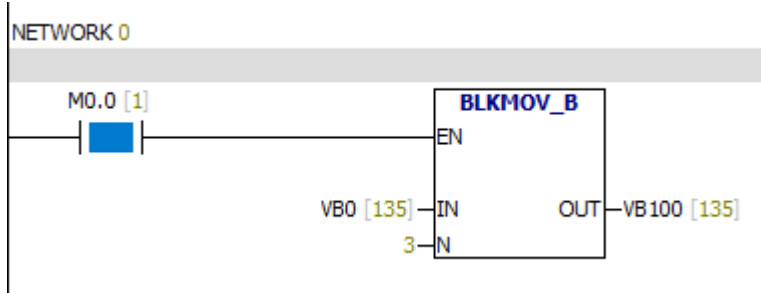 NETWORK 0
M0.0 [1]
BLKMOV_B
EN
VB0 [135] IN OUT VB100 [135]
3 N